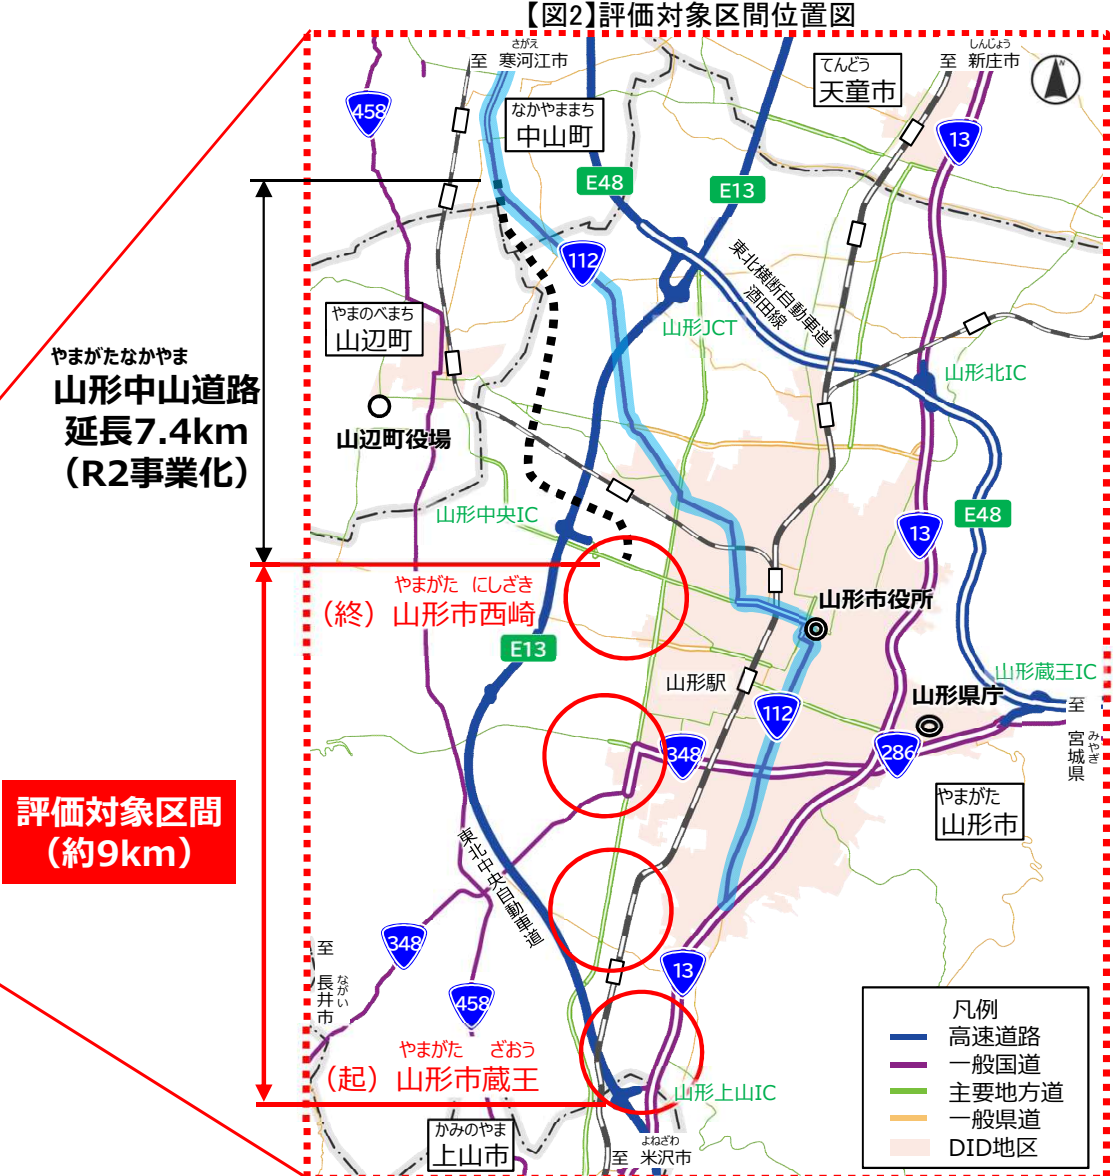 【図2】評価対象区間位置図
さがえ
至 寒河江市
しんじょう
至 新庄市
てんどう
天童市
なかやままち
中山町
458
13
E48
E13
112
東北横断自動車道
酒田線
やまのべまち
山辺町
山形JCT
山形北IC
やまがたなかやま
山形中山道路
延長7.4km
（R2事業化）
山辺町役場
山形中央IC
13
E48
やまがた にしざき
（終）山形市西崎
山形市役所
E13
山形駅
山形蔵王IC
山形県庁
至 宮城県
みやぎ
112
348
286
評価対象区間
（約9km）
やまがた
山形市
東北中央自動車道
348
至 長井市
ながい
13
458
やまがた ざおう
（起）山形市蔵王
山形上山IC
かみのやま
上山市
よねざわ
至 米沢市
凡例
高速道路
一般国道
主要地方道
一般県道
DID地区
N